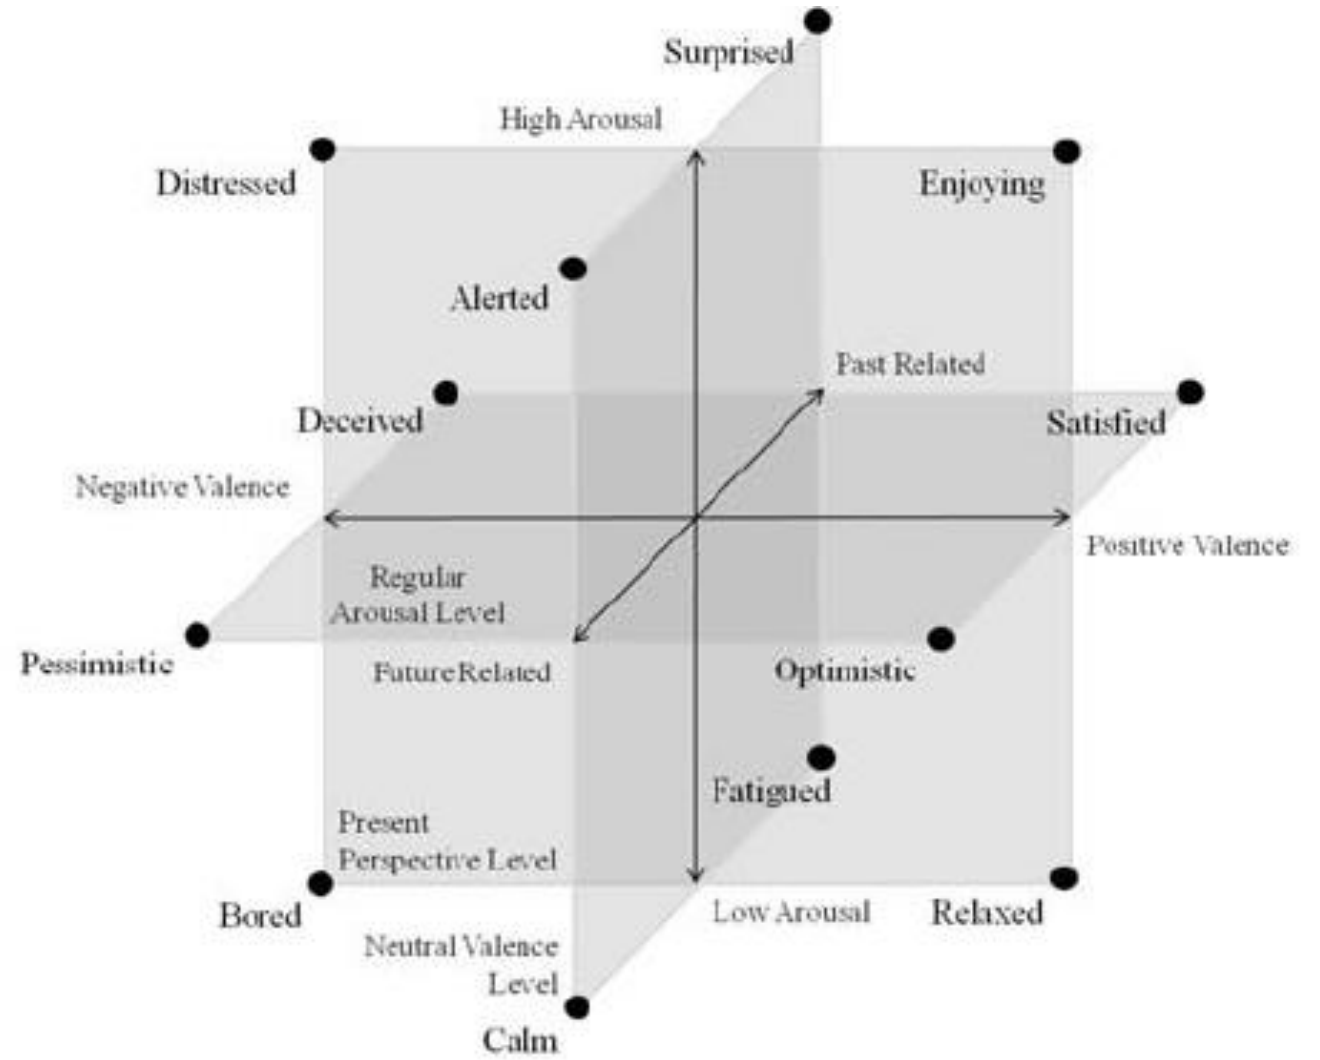 Surprised
High Arousal
Distressed
Enjoying
Alerted
Past Related
Deceived
Satisfied
Negative Valence
Positive Valence
Regular
Arousal Level
Pessimistic
Future Related
Optimistic
Fatigued
Present
Perspective Level
Bored
Low Arousal
Relaxed
Neutral Valence
Level
Calm